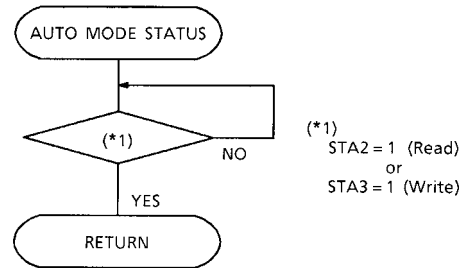 AUTO MODE STATUS
(*1)
NO
YES
RETURN
(*1)
STA2 = 1 (Read)
or
STA3 = 1 (Write)